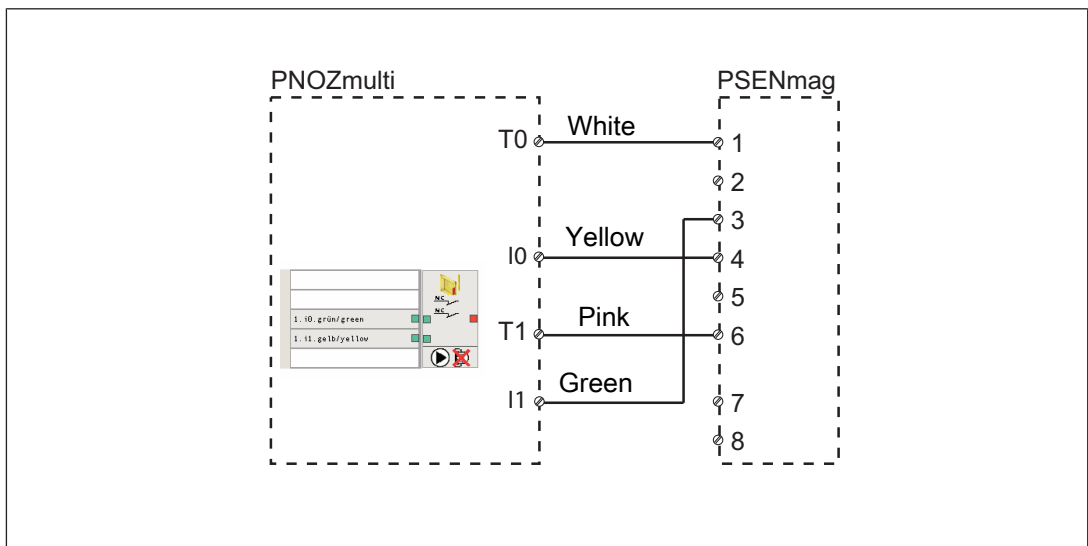 PNOZmulti
PSENmag
T0
White
1
2
3
I0
Yellow
4
NC
NC
1. i0.grün/green
1. i1.gelb/yellow
5
T1
Pink
6
I1
Green
7
8